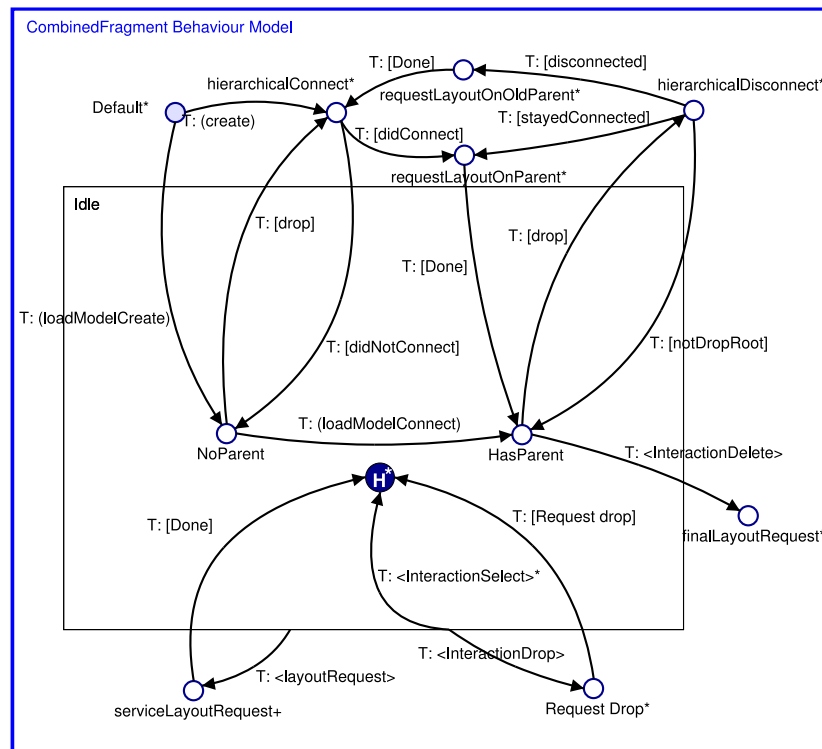 CombinedFragment Behaviour Model
T: [Done]
T: [disconnected]
hierarchicalConnect*
hierarchicalDisconnect*
requestLayoutOnOldParent*
Default*
T: (create)
T: [didConnect]
T: [stayedConnected]
requestLayoutOnParent*
Idle
T: [drop]
T: [drop]
T: [Done]
T: (loadModelCreate)
T: [didNotConnect]
T: [notDropRoot]
T: (loadModelConnect)
NoParent
HasParent
T: <InteractionDelete>
H*
T: [Done]
T: [Request drop]
finalLayoutRequest*
T: <InteractionSelect>*
T: <InteractionDrop>
T: <layoutRequest>
serviceLayoutRequest+
Request Drop*